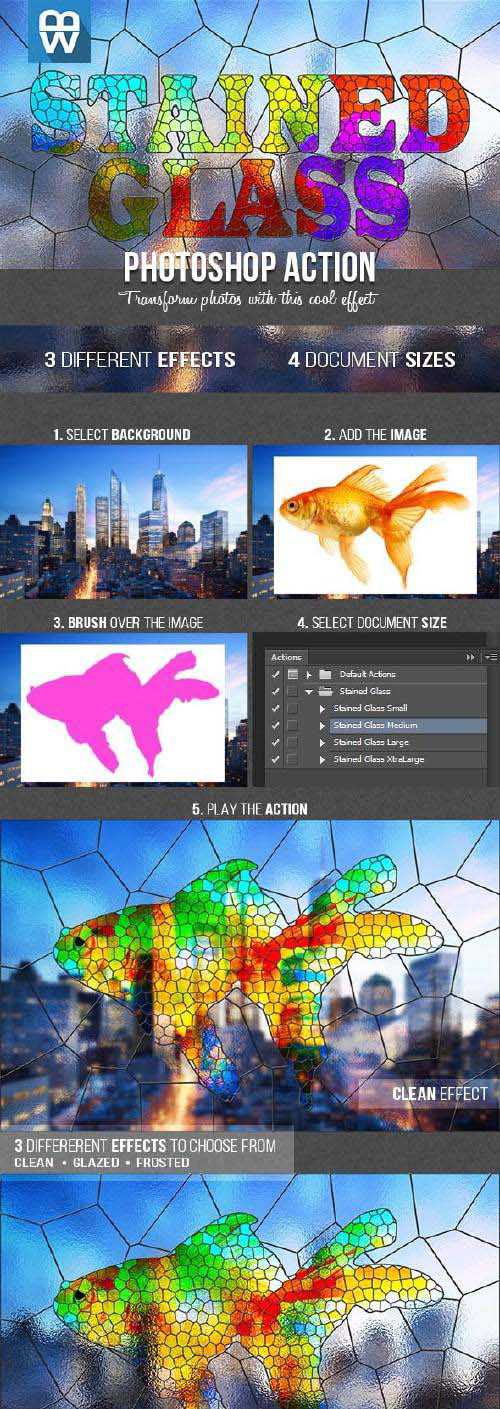 STAINED
GLASS
PHOTOSHOP ACTION
Transform photos with this cool effect
3 DIFFERENT EFFECTS
4 DOCUMENT SIZES
1. SELECT BACKGROUND
2. ADD THE IMAGE
3. BRUSH OVER THE IMAGE
4. SELECT DOCUMENT SIZE
Actions
Default Actions
Stained Glass
Stained Glass Small
Stained Glass Medium
Stained Glass Large
Stained Glass XtraLarge
5. PLAY THE ACTION
CLEAN EFFECT
3 DIFFERERENT EFFECTS TO CHOOSE FROM
CLEAN • GLAZED • FROSTED